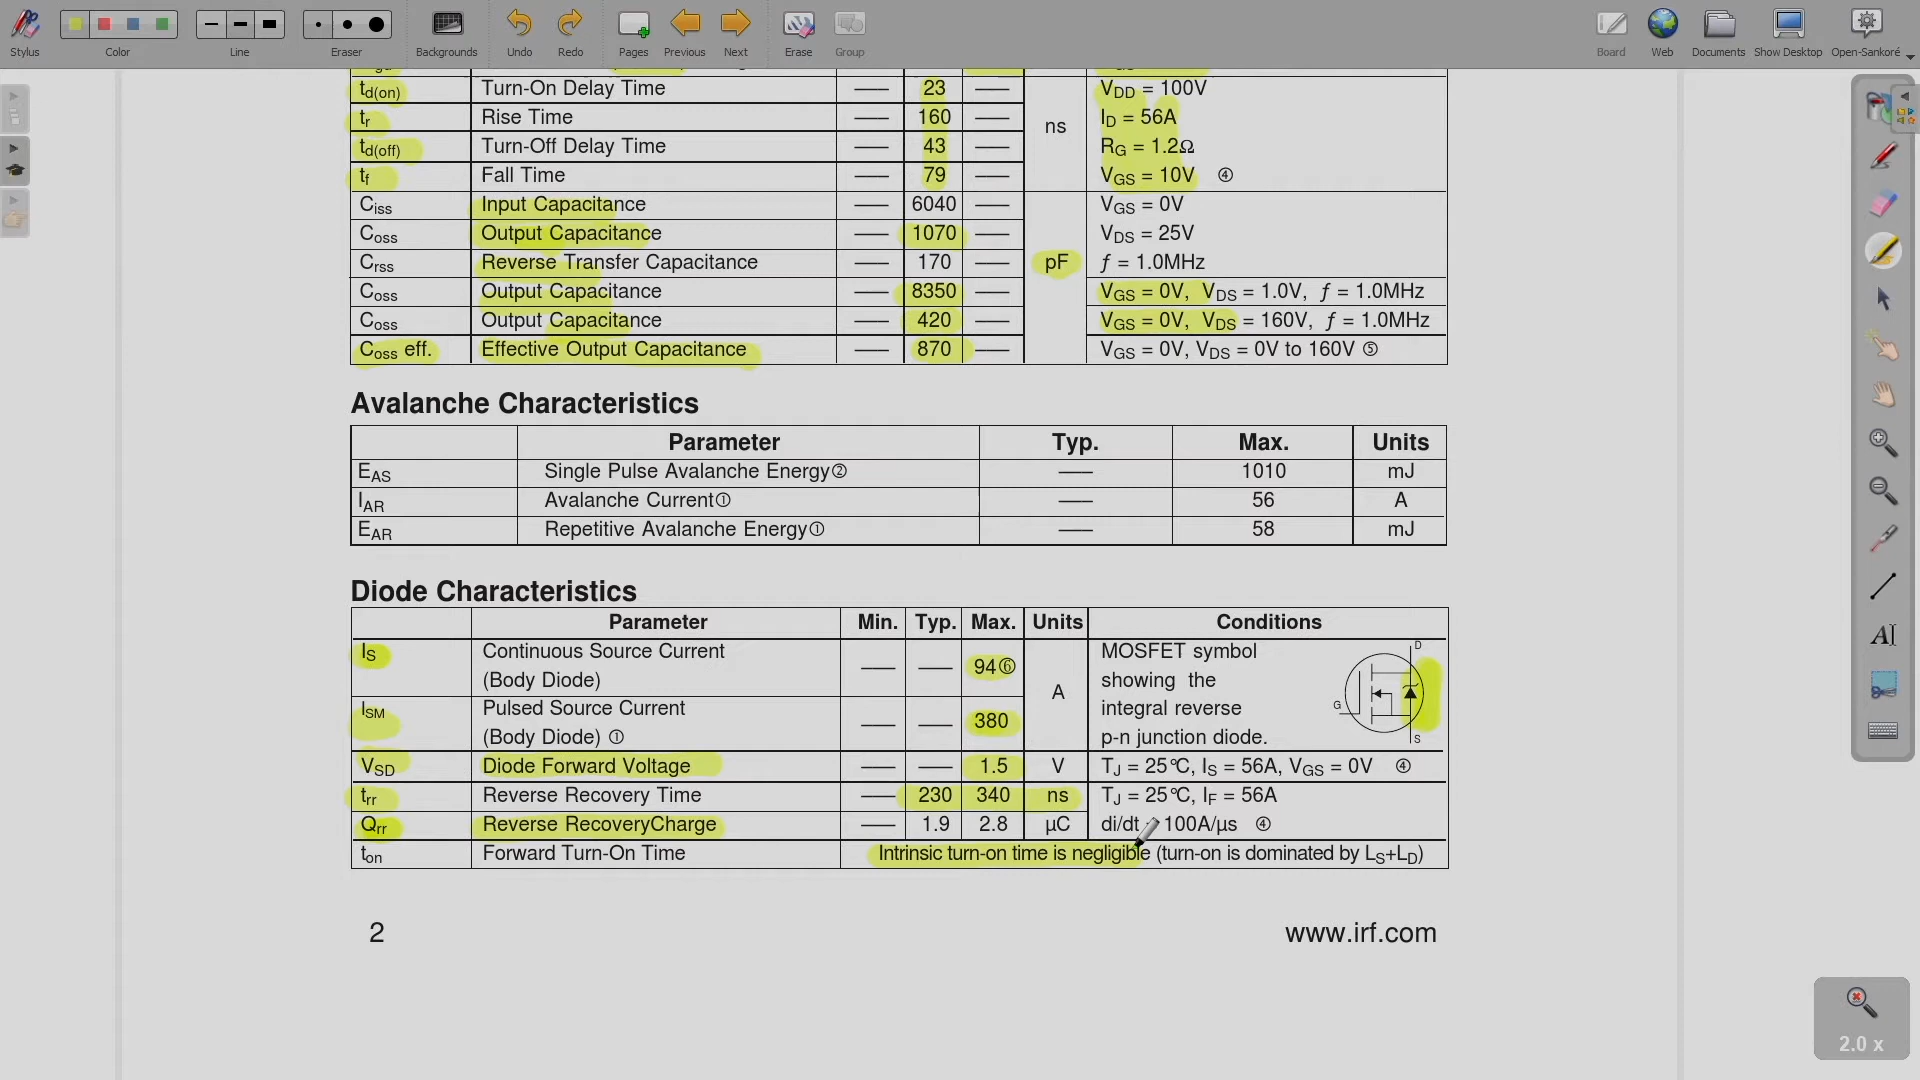 Stylus Color Line Eraser Backgrounds Undo Redo Pages Previous Next Erase Group Board Web Documents Show Desktop Open-Sankoré
td(on) Turn-On Delay Time —— 23 —— VDD = 100V
tr Rise Time —— 160 —— ns ID = 56A
td(off) Turn-Off Delay Time —— 43 —— RG = 1.2Ω
tf Fall Time —— 79 —— VGS = 10V ④
Ciss Input Capacitance —— 6040 —— VGS = 0V
Coss Output Capacitance —— 1070 —— VDS = 25V
Crss Reverse Transfer Capacitance —— 170 —— pF ƒ = 1.0MHz
Coss Output Capacitance —— 8350 —— VGS = 0V, VDS = 1.0V, ƒ = 1.0MHz
Coss Output Capacitance —— 420 —— VGS = 0V, VDS = 160V, ƒ = 1.0MHz
Coss eff. Effective Output Capacitance —— 870 —— VGS = 0V, VDS = 0V to 160V ⑤
Avalanche Characteristics
Parameter Typ. Max. Units
EAS Single Pulse Avalanche Energy② —— 1010 mJ
IAR Avalanche Current① —— 56 A
EAR Repetitive Avalanche Energy① —— 58 mJ
Diode Characteristics
Parameter Min. Typ. Max. Units Conditions
IS Continuous Source Current —— —— 94⑥ MOSFET symbol D
(Body Diode) A showing the
ISM Pulsed Source Current —— —— 380 integral reverse G
(Body Diode) ① p-n junction diode. S
VSD Diode Forward Voltage —— —— 1.5 V TJ = 25°C, IS = 56A, VGS = 0V ④
trr Reverse Recovery Time —— 230 340 ns TJ = 25°C, IF = 56A
Qrr Reverse RecoveryCharge —— 1.9 2.8 µC di/dt 100A/µs ④
ton Forward Turn-On Time Intrinsic turn-on time is negligible (turn-on is dominated by LS+LD)
2 www.irf.com
2.0 x